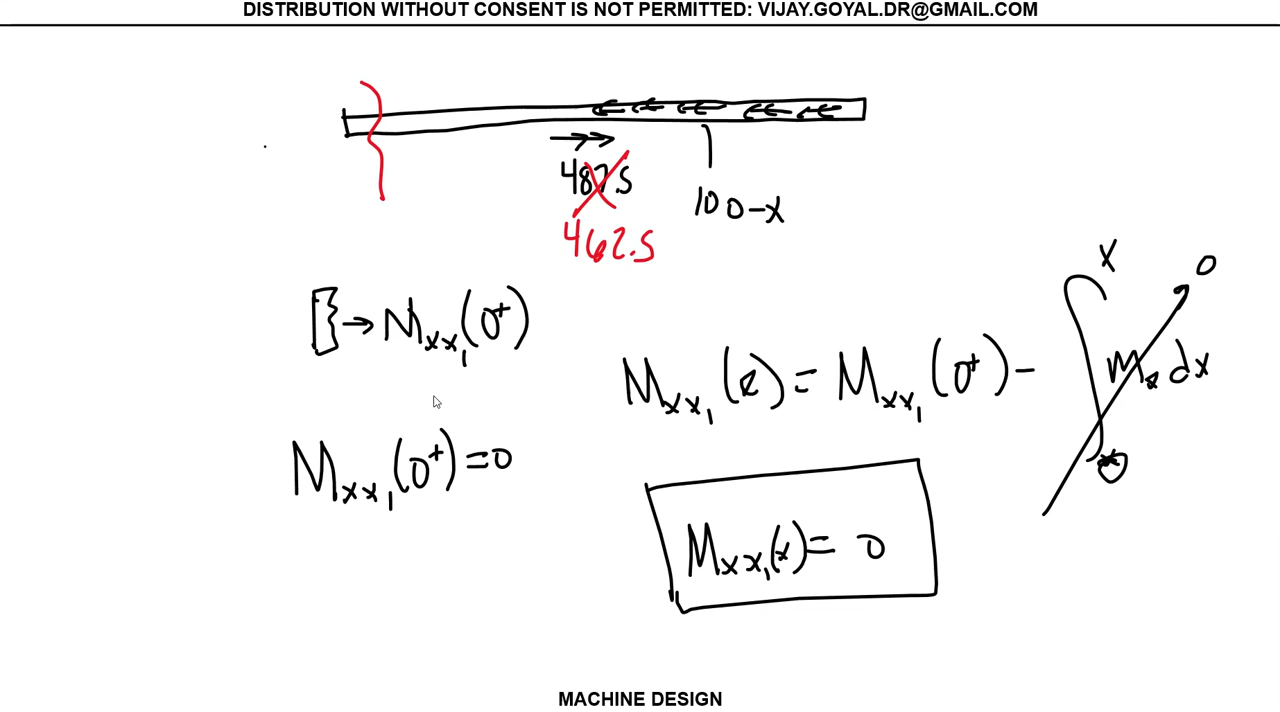 DISTRIBUTION WITHOUT CONSENT IS NOT PERMITTED: VIJAY.GOYAL.DR@GMAIL.COM
487.5
100-x
462.5
→ Mxx₁(0⁺)
Mxx₁(x) = Mxx₁(0⁺) - ∫ₓ mₓ dx
x
0
0
Mxx₁(0⁺) = 0
Mxx₁(x) = 0
MACHINE DESIGN